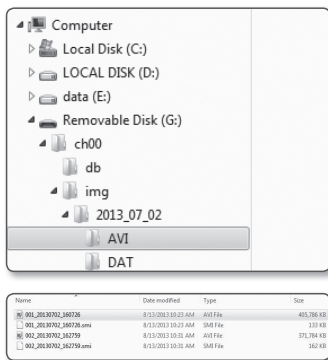 Computer
Local Disk (C:)
LOCAL DISK (D:)
data (E:)
Removable Disk (G:)
ch00
db
img
2013_07_02
AVI
DAT
Name Date modified Type Size
001_20130702_160726 8/13/2013 10:23 AM AVI File 405,786 KB
001_20130702_160726.smi 8/13/2013 10:23 AM SMI File 133 KB
002_20130702_162759 8/13/2013 10:31 AM AVI File 371,784 KB
002_20130702_162759.smi 8/13/2013 10:31 AM SMI File 162 KB